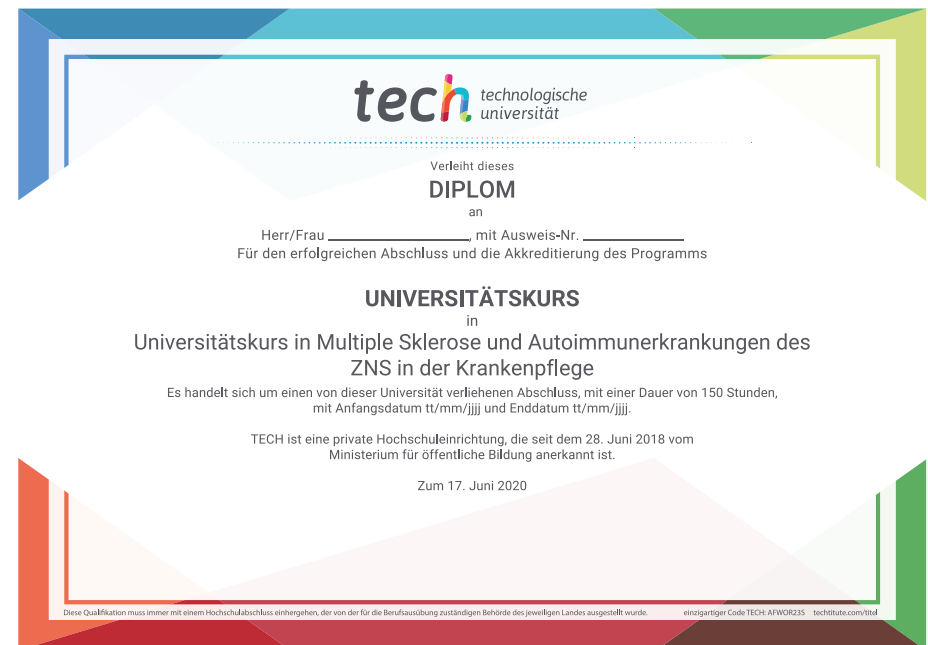 tech technologische
universität
Verleiht dieses
DIPLOM
an
Herr/Frau ____________________, mit Ausweis-Nr. ______________
Für den erfolgreichen Abschluss und die Akkreditierung des Programms
UNIVERSITÄTSKURS
in
Universitätskurs in Multiple Sklerose und Autoimmunerkrankungen des
ZNS in der Krankenpflege
Es handelt sich um einen von dieser Universität verliehenen Abschluss, mit einer Dauer von 150 Stunden,
mit Anfangsdatum tt/mm/jjjj und Enddatum tt/mm/jjjj.
TECH ist eine private Hochschuleinrichtung, die seit dem 28. Juni 2018 vom
Ministerium für öffentliche Bildung anerkannt ist.
Zum 17. Juni 2020
Diese Qualifikation muss immer mit einem Hochschulabschluss einhergehen, der von der für die Berufsausübung zuständigen Behörde des jeweiligen Landes ausgestellt wurde. einzigartiger Code TECH: AFWOR23S techtitute.com/titel